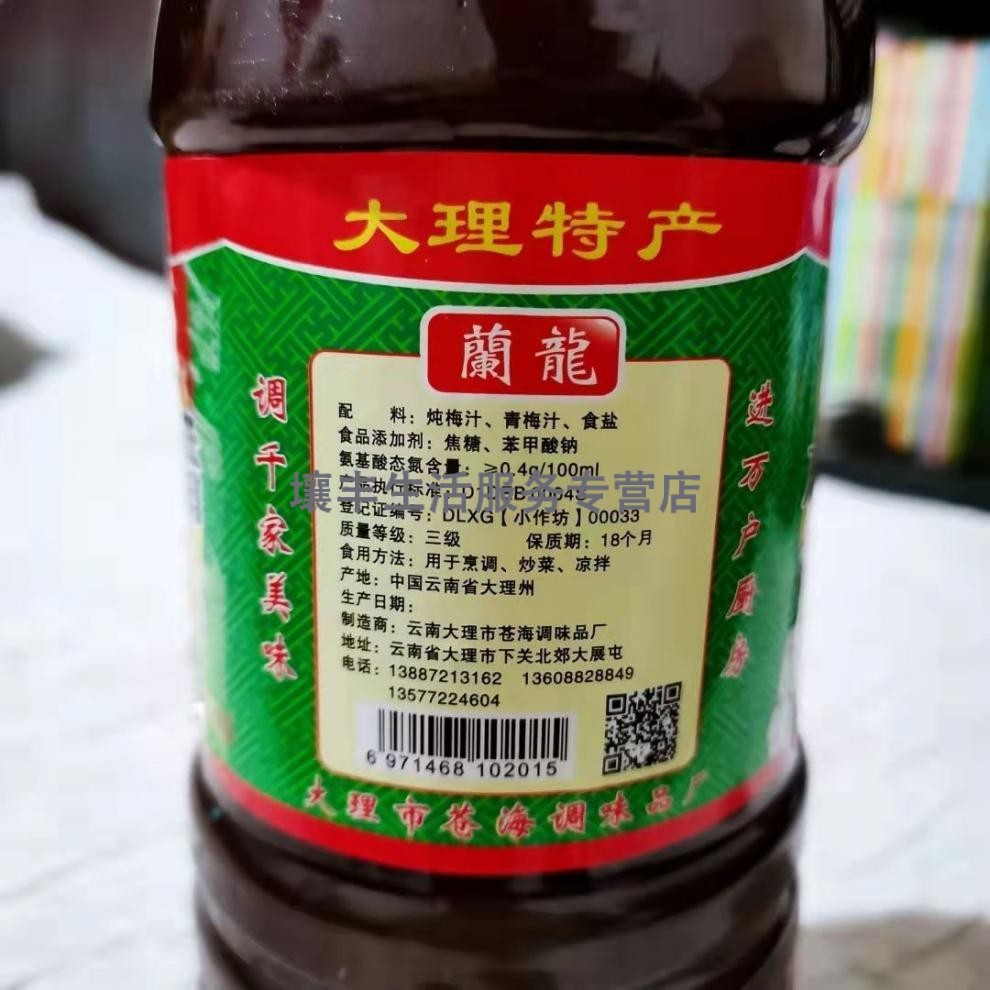 大理特产
蘭龍
调千家美味
进万户厨房
配 料：炖梅汁、青梅汁、食盐
食品添加剂：焦糖、苯甲酸钠
氨基酸态氮含量：≥0.4g/100ml
产品执行标准：
壤丰生活服务专营店
登记证编号：DLXG【小作坊】00033
质量等级：三级 保质期：18个月
食用方法：用于烹调、炒菜、凉拌
产地：中国云南省大理州
生产日期：
制造商：云南大理市苍海调味品厂
地址：云南省大理市下关北郊大展屯
电话：13887213162 13608828849
13577224604
6 971468 102015
大理市苍海调味品厂